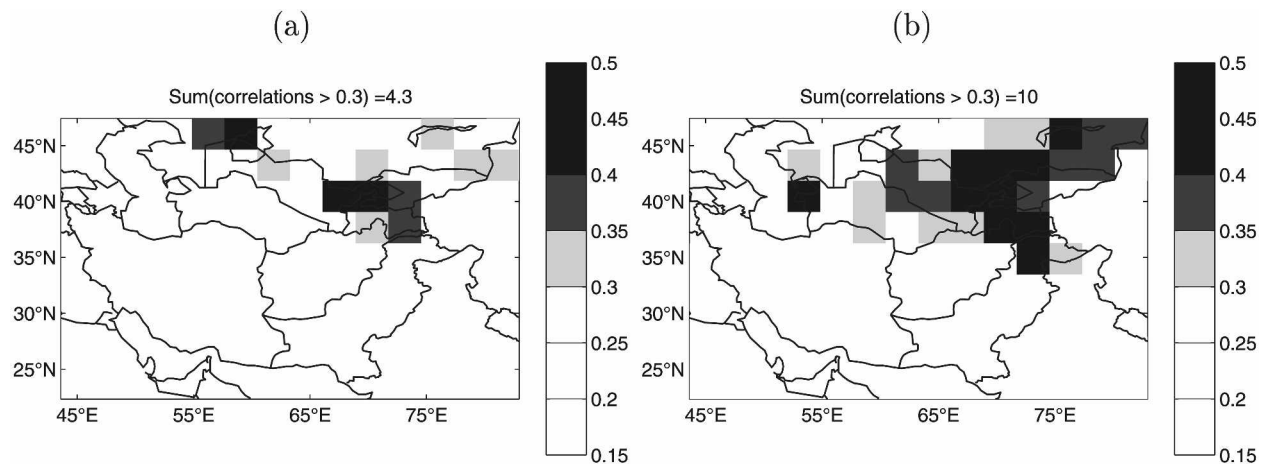 (a)
Sum(correlations > 0.3) =4.3
45°N
40°N
35°N
30°N
25°N
45°E
55°E
65°E
75°E
0.5
0.45
0.4
0.35
0.3
0.25
0.2
0.15
(b)
Sum(correlations > 0.3) =10
45°N
40°N
35°N
30°N
25°N
45°E
55°E
65°E
75°E
0.5
0.45
0.4
0.35
0.3
0.25
0.2
0.15